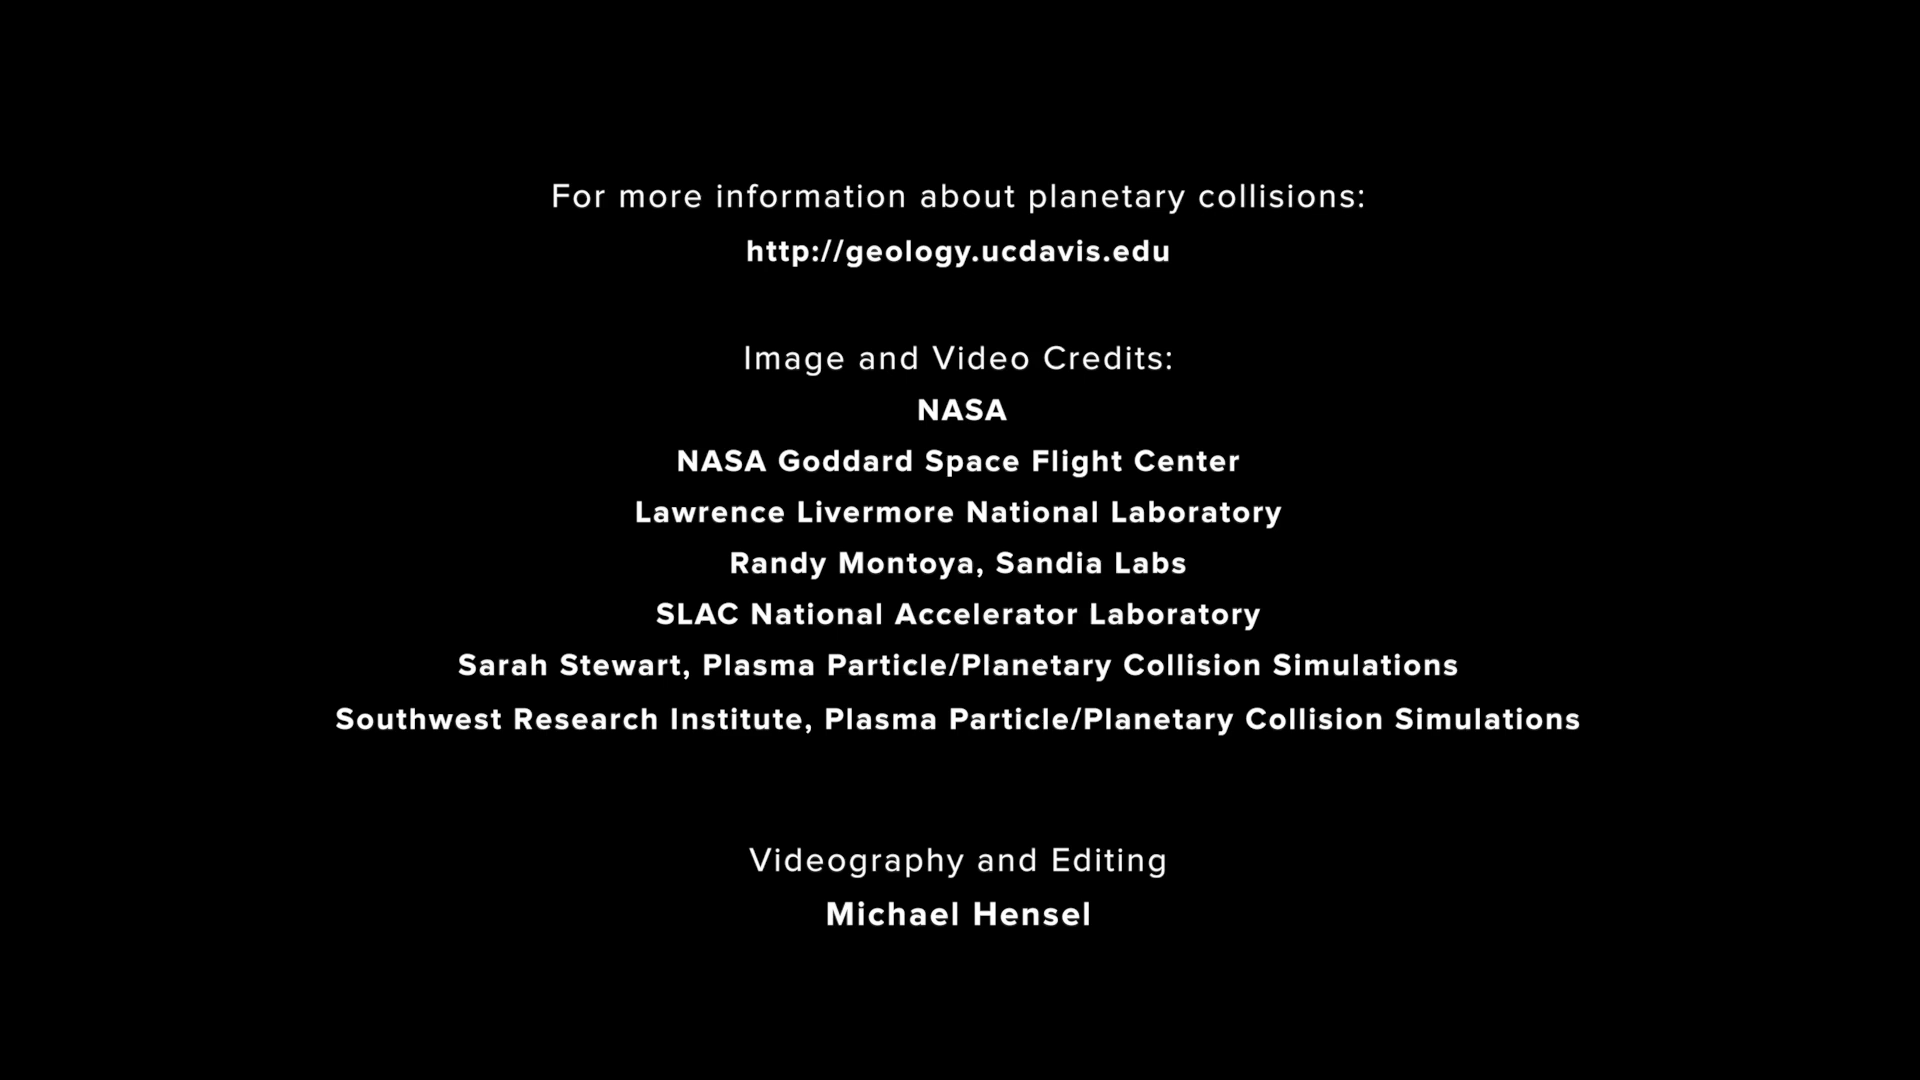 For more information about planetary collisions:
http://geology.ucdavis.edu
Image and Video Credits:
NASA
NASA Goddard Space Flight Center
Lawrence Livermore National Laboratory
Randy Montoya, Sandia Labs
SLAC National Accelerator Laboratory
Sarah Stewart, Plasma Particle/Planetary Collision Simulations
Southwest Research Institute, Plasma Particle/Planetary Collision Simulations
Videography and Editing
Michael Hensel